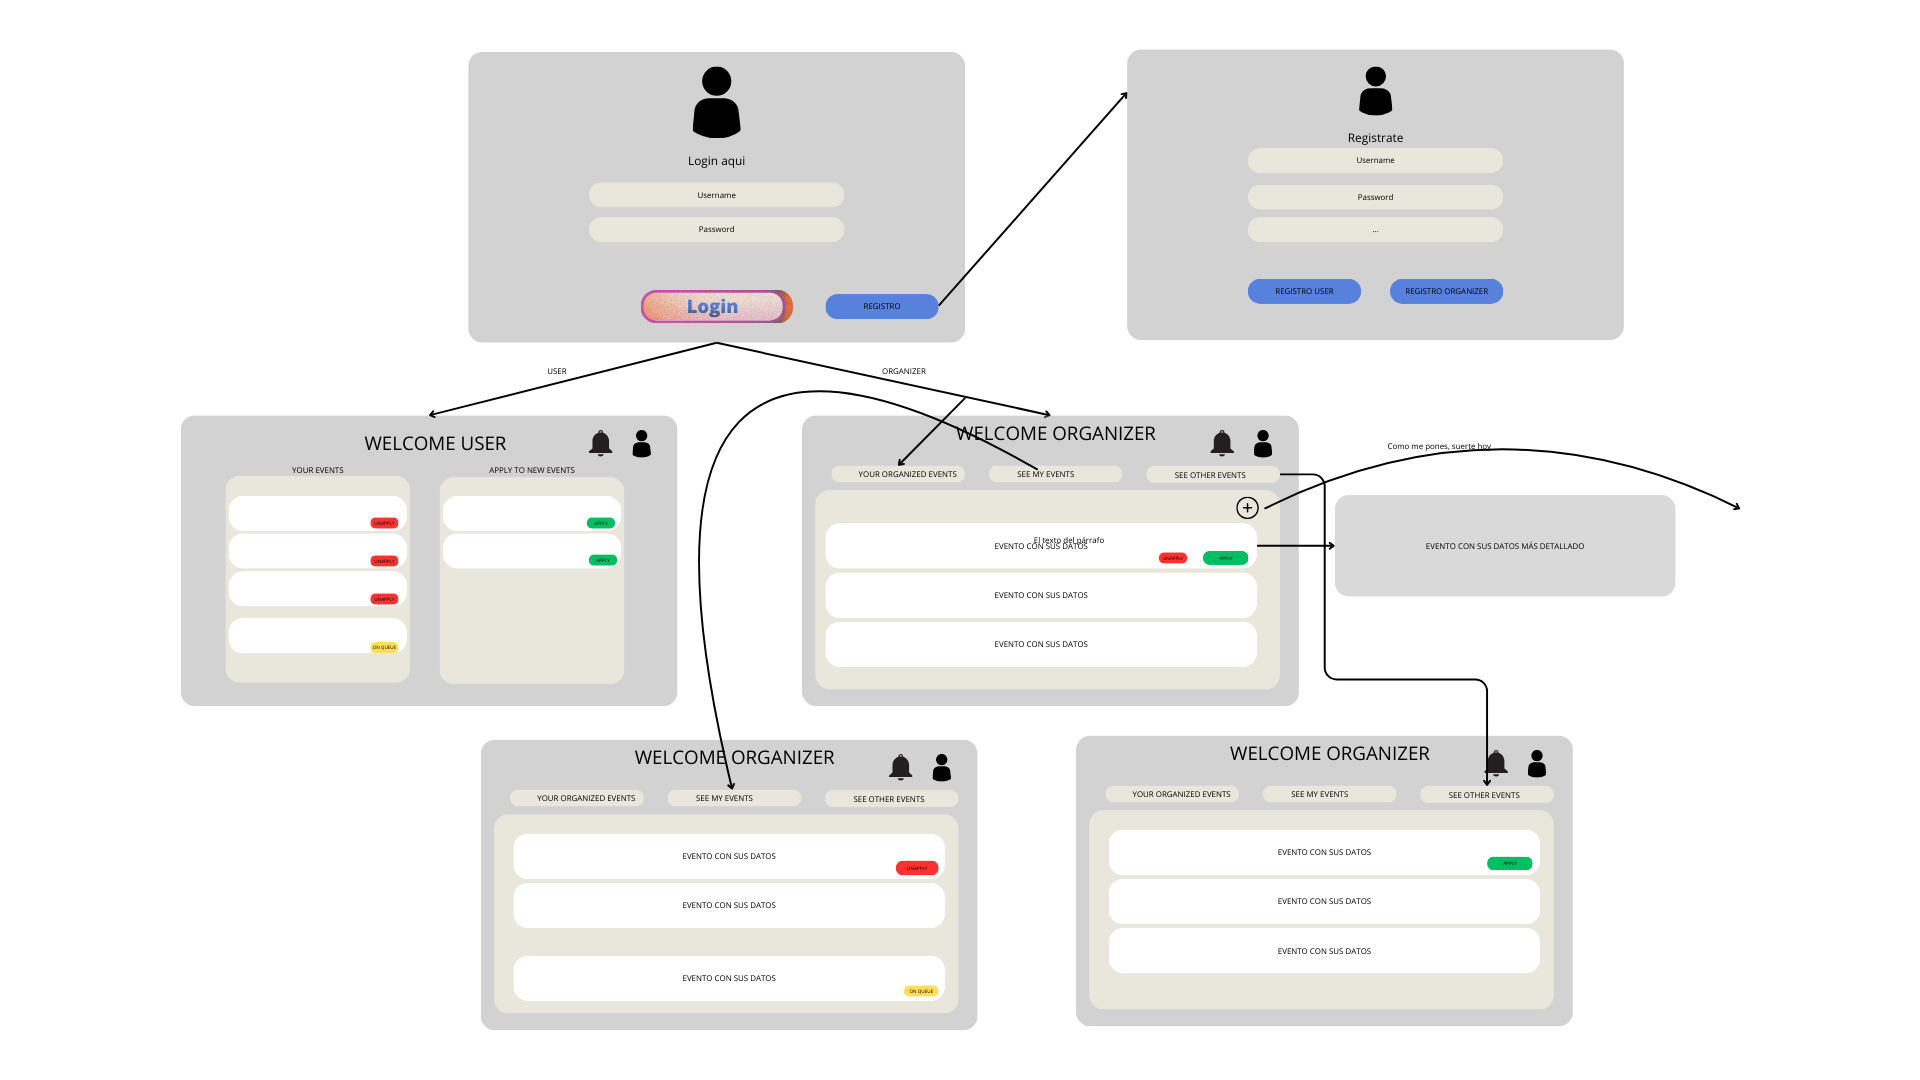 Login aqui
Username
Password
Login
REGISTRO
Registrate
Username
Password
...
REGISTRO USER
REGISTRO ORGANIZER
USER
ORGANIZER
WELCOME USER
YOUR EVENTS
APPLY TO NEW EVENTS
UNAPPLY
UNAPPLY
UNAPPLY
ON QUEUE
APPLY
APPLY
WELCOME ORGANIZER
YOUR ORGANIZED EVENTS
SEE MY EVENTS
SEE OTHER EVENTS
El texto del párrafo
EVENTO CON SUS DATOS
UNAPPLY
APPLY
EVENTO CON SUS DATOS
EVENTO CON SUS DATOS
Como me pones, suerte hoy
EVENTO CON SUS DATOS MÁS DETALLADO
WELCOME ORGANIZER
YOUR ORGANIZED EVENTS
SEE MY EVENTS
SEE OTHER EVENTS
EVENTO CON SUS DATOS
UNAPPLY
EVENTO CON SUS DATOS
EVENTO CON SUS DATOS
ON QUEUE
WELCOME ORGANIZER
YOUR ORGANIZED EVENTS
SEE MY EVENTS
SEE OTHER EVENTS
EVENTO CON SUS DATOS
APPLY
EVENTO CON SUS DATOS
EVENTO CON SUS DATOS